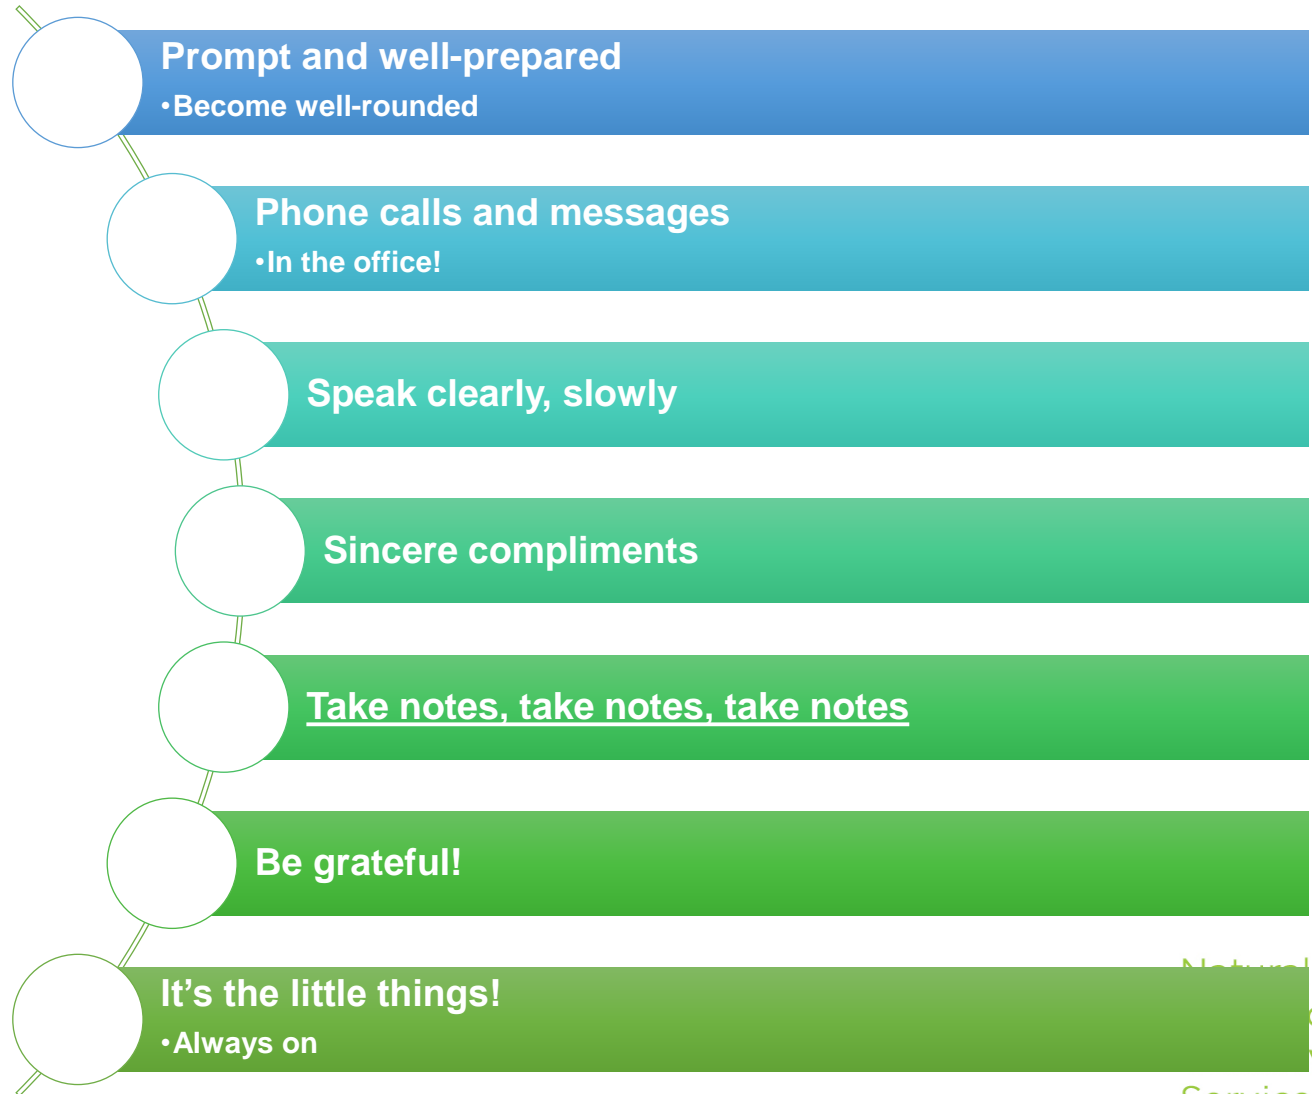 Prompt and well-prepared
•Become well-rounded
Phone calls and messages
•In the office!
Speak clearly, slowly
Sincere compliments
Take notes, take notes, take notes
Be grateful!
It's the little things!
•Always on